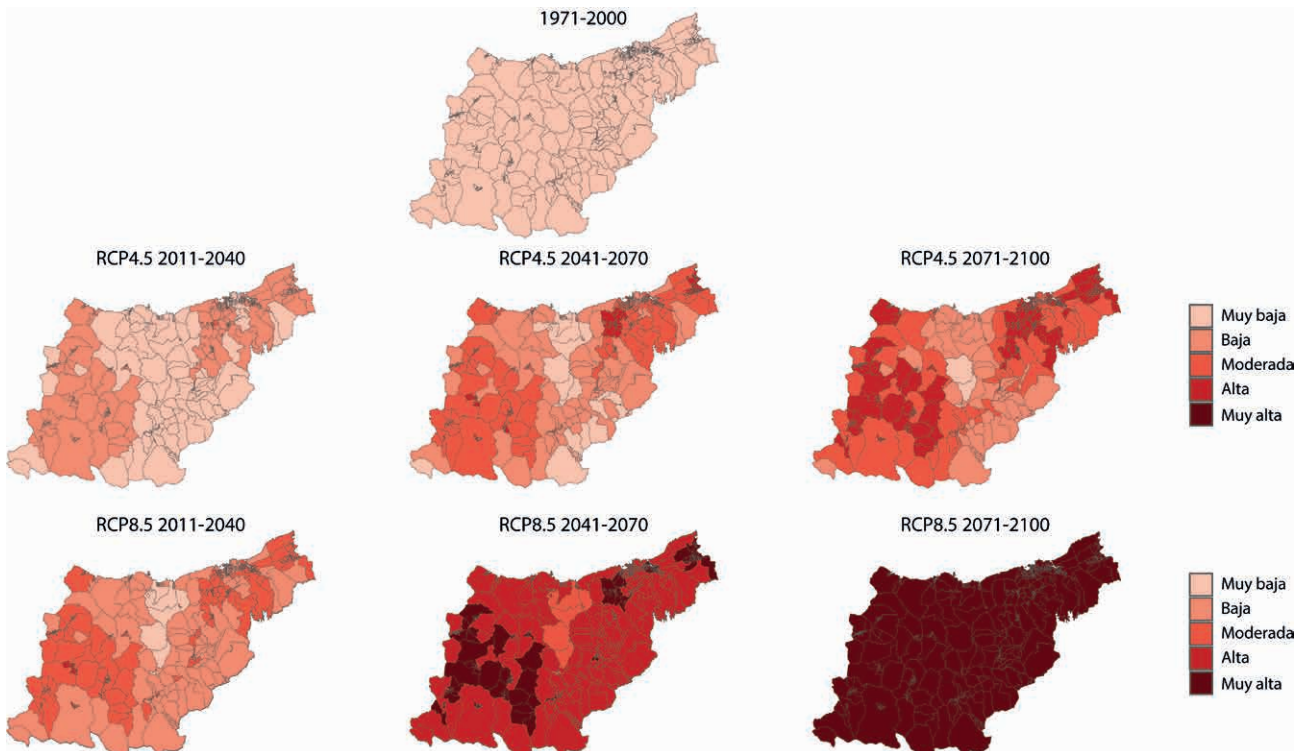 1971-2000
RCP4.5 2011-2040
RCP4.5 2041-2070
RCP4.5 2071-2100
Muy baja
Baja
Moderada
Alta
Muy alta
RCP8.5 2011-2040
RCP8.5 2041-2070
RCP8.5 2071-2100
Muy baja
Baja
Moderada
Alta
Muy alta